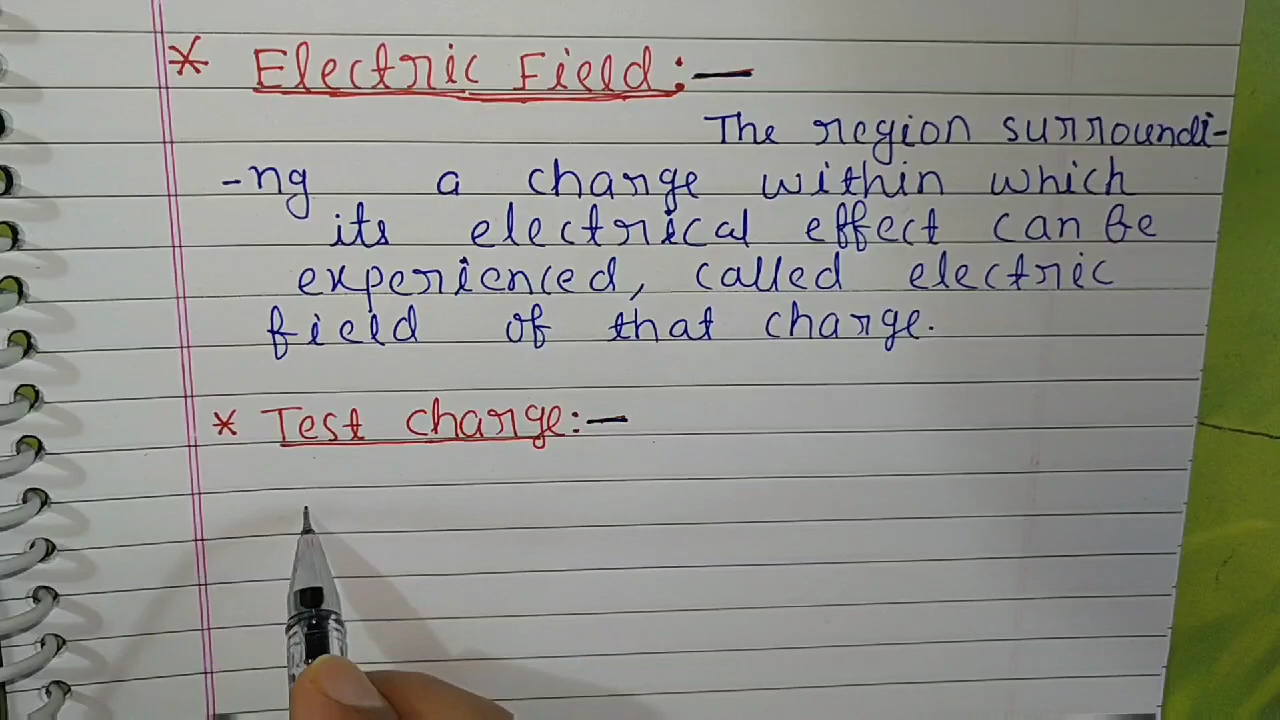 * Electric Field:—
The region surroundi-
-ng a charge within which
its electrical effect can be
experienced, called electric
field of that charge.
* Test charge:—